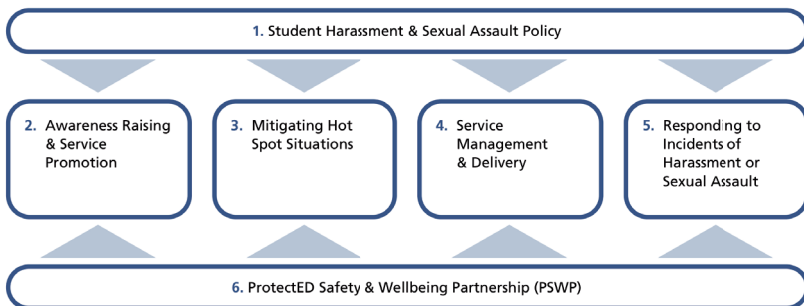 1. Student Harassment & Sexual Assault Policy
2. Awareness Raising
& Service
Promotion
3. Mitigating Hot
Spot Situations
4. Service
Management
& Delivery
5. Responding to
Incidents of
Harassment or
Sexual Assault
6. ProtectED Safety & Wellbeing Partnership (PSWP)